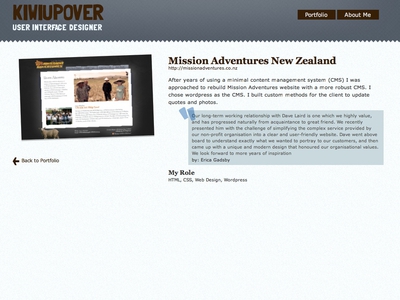 KIWIUPOVER
USER INTERFACE DESIGNER
Portfolio
About Me
Mission Adventures New Zealand
http://missionadventures.co.nz
After years of using a minimal content management system (CMS) I was
approached to rebuild Mission Adventures website with a more robust CMS. I
chose wordpress as the CMS. I built custom methods for the client to update
quotes and photos.
Our long-term working relationship with Dave Laird is one which we highly value,
and has progressed naturally from acquaintance to great friend. We recently
presented him with the challenge of simplifying the complex service provided by
our non-profit organisation into a clear and user-friendly website. Dave went above
board to understand exactly what we wanted to portray to our customers, and then
came up with a unique and modern design that honoured our organisational values.
We look forward to more years of inspiration
by: Erica Gadsby
Back to Portfolio
My Role
HTML, CSS, Web Design, Wordpress